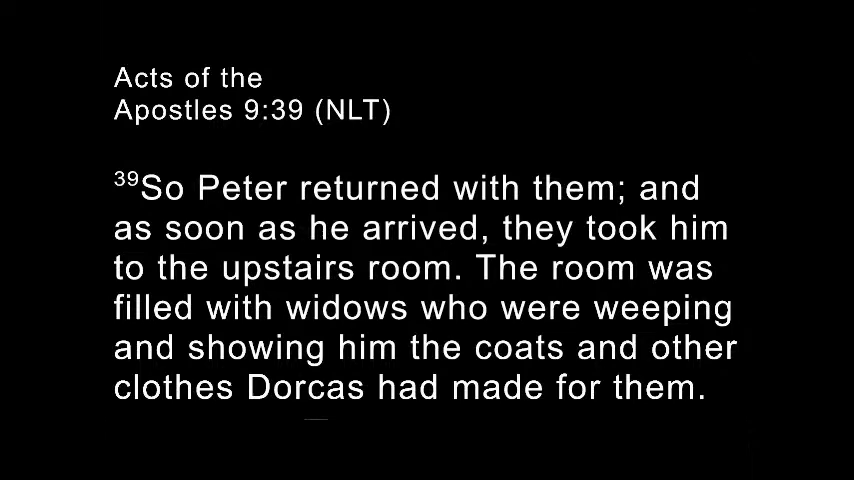 Acts of the
Apostles 9:39 (NLT)
39So Peter returned with them; and
as soon as he arrived, they took him
to the upstairs room. The room was
filled with widows who were weeping
and showing him the coats and other
clothes Dorcas had made for them.